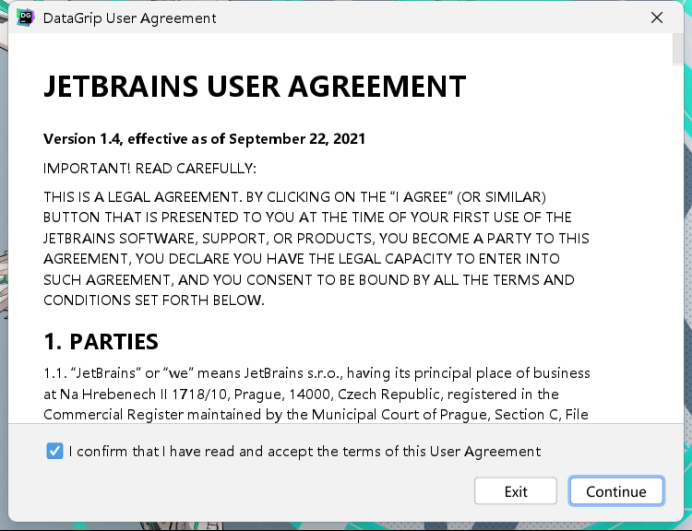 DG
DataGrip User Agreement
JETBRAINS USER AGREEMENT
Version 1.4, effective as of September 22, 2021
IMPORTANT! READ CAREFULLY:
THIS IS A LEGAL AGREEMENT. BY CLICKING ON THE “I AGREE” (OR SIMILAR)
BUTTON THAT IS PRESENTED TO YOU AT THE TIME OF YOUR FIRST USE OF THE
JETBRAINS SOFTWARE, SUPPORT, OR PRODUCTS, YOU BECOME A PARTY TO THIS
AGREEMENT, YOU DECLARE YOU HAVE THE LEGAL CAPACITY TO ENTER INTO
SUCH AGREEMENT, AND YOU CONSENT TO BE BOUND BY ALL THE TERMS AND
CONDITIONS SET FORTH BELOW.
1. PARTIES
1.1. “JetBrains” or “we” means JetBrains s.r.o., having its principal place of business
at Na Hrebenech II 1718/10, Prague, 14000, Czech Republic, registered in the
Commercial Register maintained by the Municipal Court of Prague, Section C, File
I confirm that I have read and accept the terms of this User Agreement
Exit
Continue